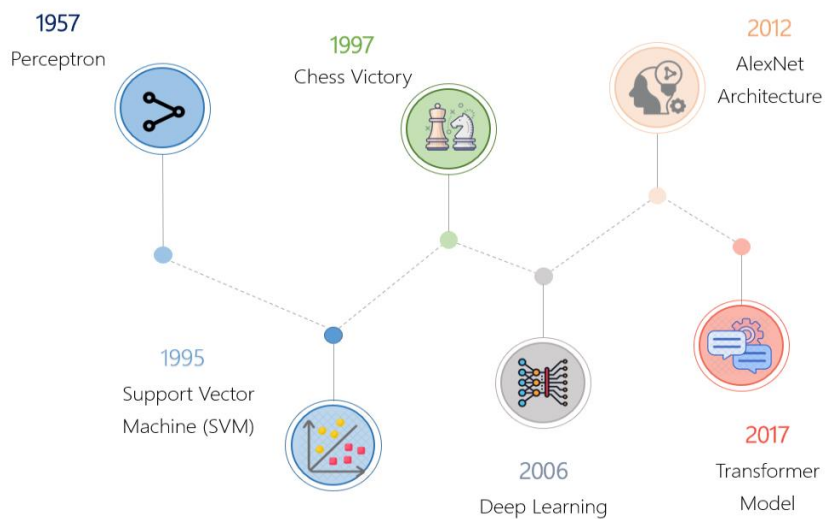 1957
Perceptron
1995
Support Vector
Machine (SVM)
1997
Chess Victory
2006
Deep Learning
2012
AlexNet
Architecture
2017
Transformer
Model